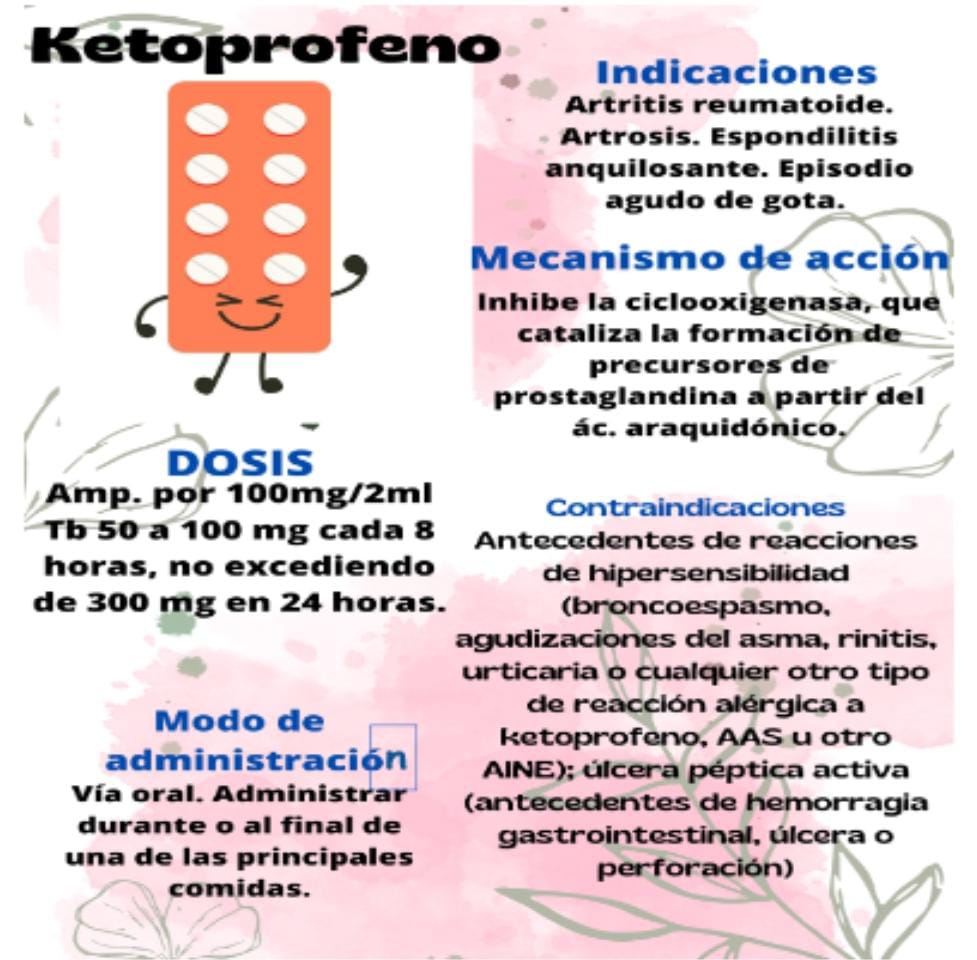 Ketoprofeno
Indicaciones
Artritis reumatoide.
Artrosis. Espondilitis
anquilosante. Episodio
agudo de gota.
Mecanismo de acción
Inhibe la ciclooxigenasa, que
cataliza la formación de
precursores de
prostaglandina a partir del
ác. araquidónico.
DOSIS
Amp. por 100mg/2ml
Tb 50 a 100 mg cada 8
horas, no excediendo
de 300 mg en 24 horas.
Modo de
administración
Vía oral. Administrar
durante o al final de
una de las principales
comidas.
Contraindicaciones
Antecedentes de reacciones
de hipersensibilidad
(broncoespasmo,
agudizaciones del asma, rinitis,
urticaria o cualquier otro tipo
de reacción alérgica a
ketoprofeno, AAS u otro
AINE); úlcera péptica activa
(antecedentes de hemorragia
gastrointestinal, úlcera o
perforación)